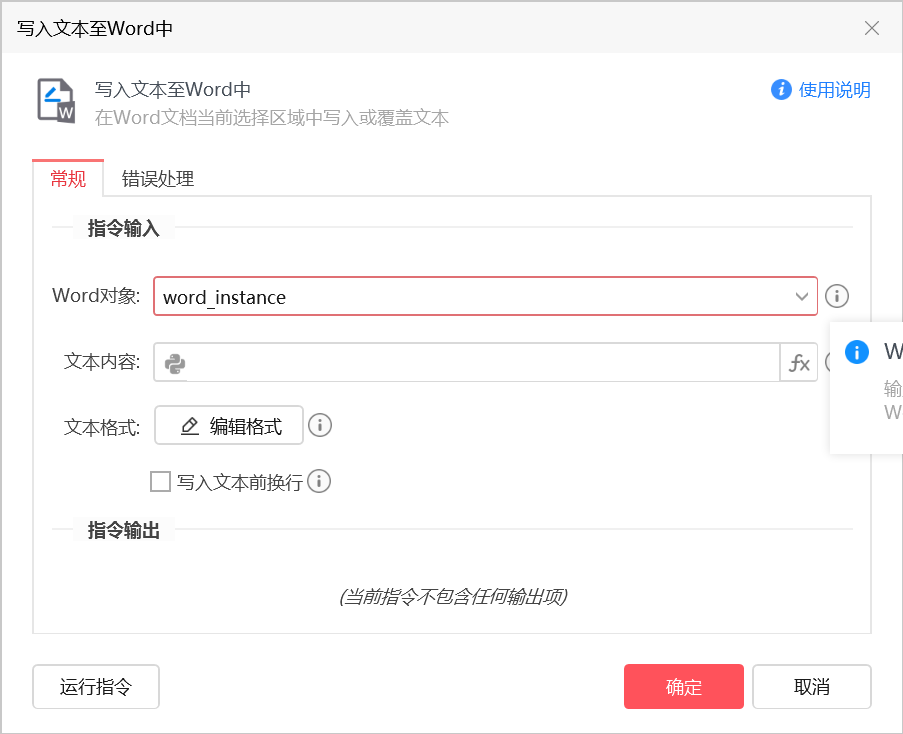 写入文本至Word中
写入文本至Word中
使用说明
在Word文档当前选择区域中写入或覆盖文本
W
常规
错误处理
指令输入
Word对象:
word_instance
文本内容:
fx
W
输
W
文本格式:
编辑格式
写入文本前换行
指令输出
(当前指令不包含任何输出项)
运行指令
确定
取消